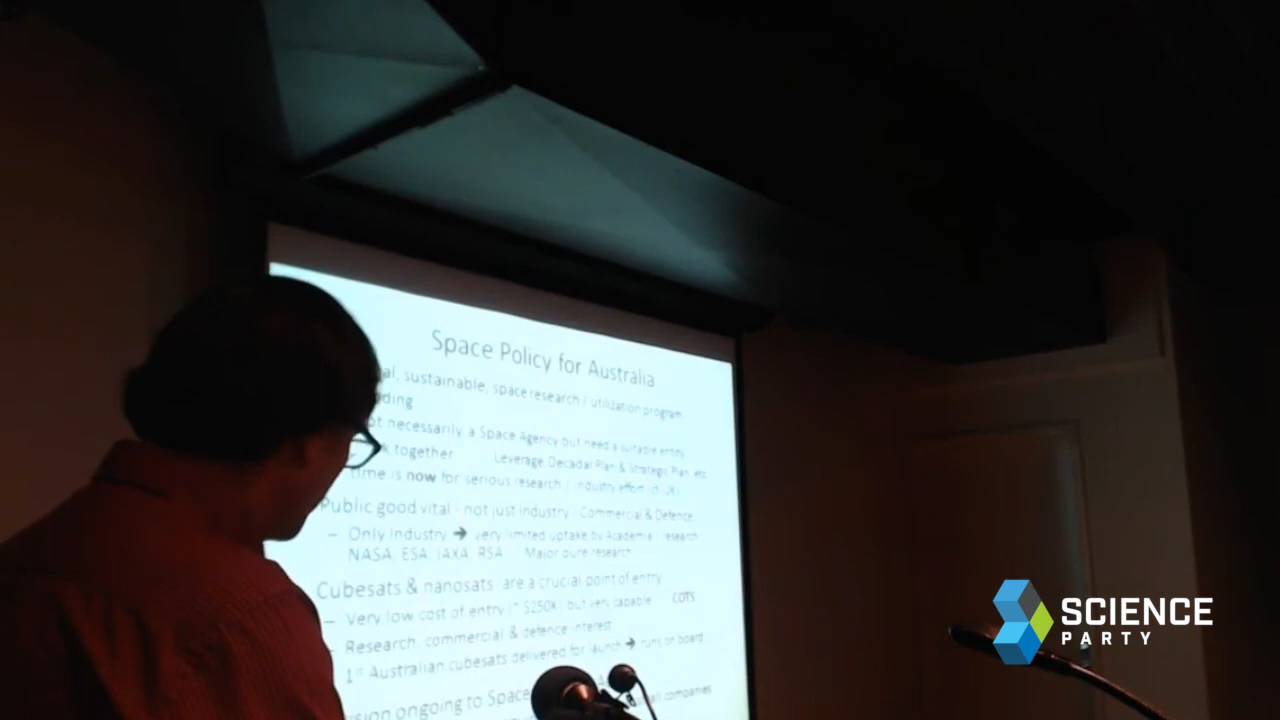 Space Policy for Australia
al, sustainable, space research / utilization program
ding
ot necessarily a Space Agency but need a suitable entity
k together Leverage Decadal Plan & Strategic Plan etc
time is now for serious research / industry effort (cf UK)
Public good vital - not just Industry / Commercial & Defence
– Only Industry ➔ very limited uptake by Academia research
NASA, ESA, JAXA, RSA Major pure research
Cubesats & nanosats are a crucial point of entry
– Very low cost of entry (~ $250K) but very capable COTS
– Research, commercial & defence interest
1st Australian cubesats delivered for launch ➔ runs on board
ision ongoing to Space
companies
SCIENCE
PARTY